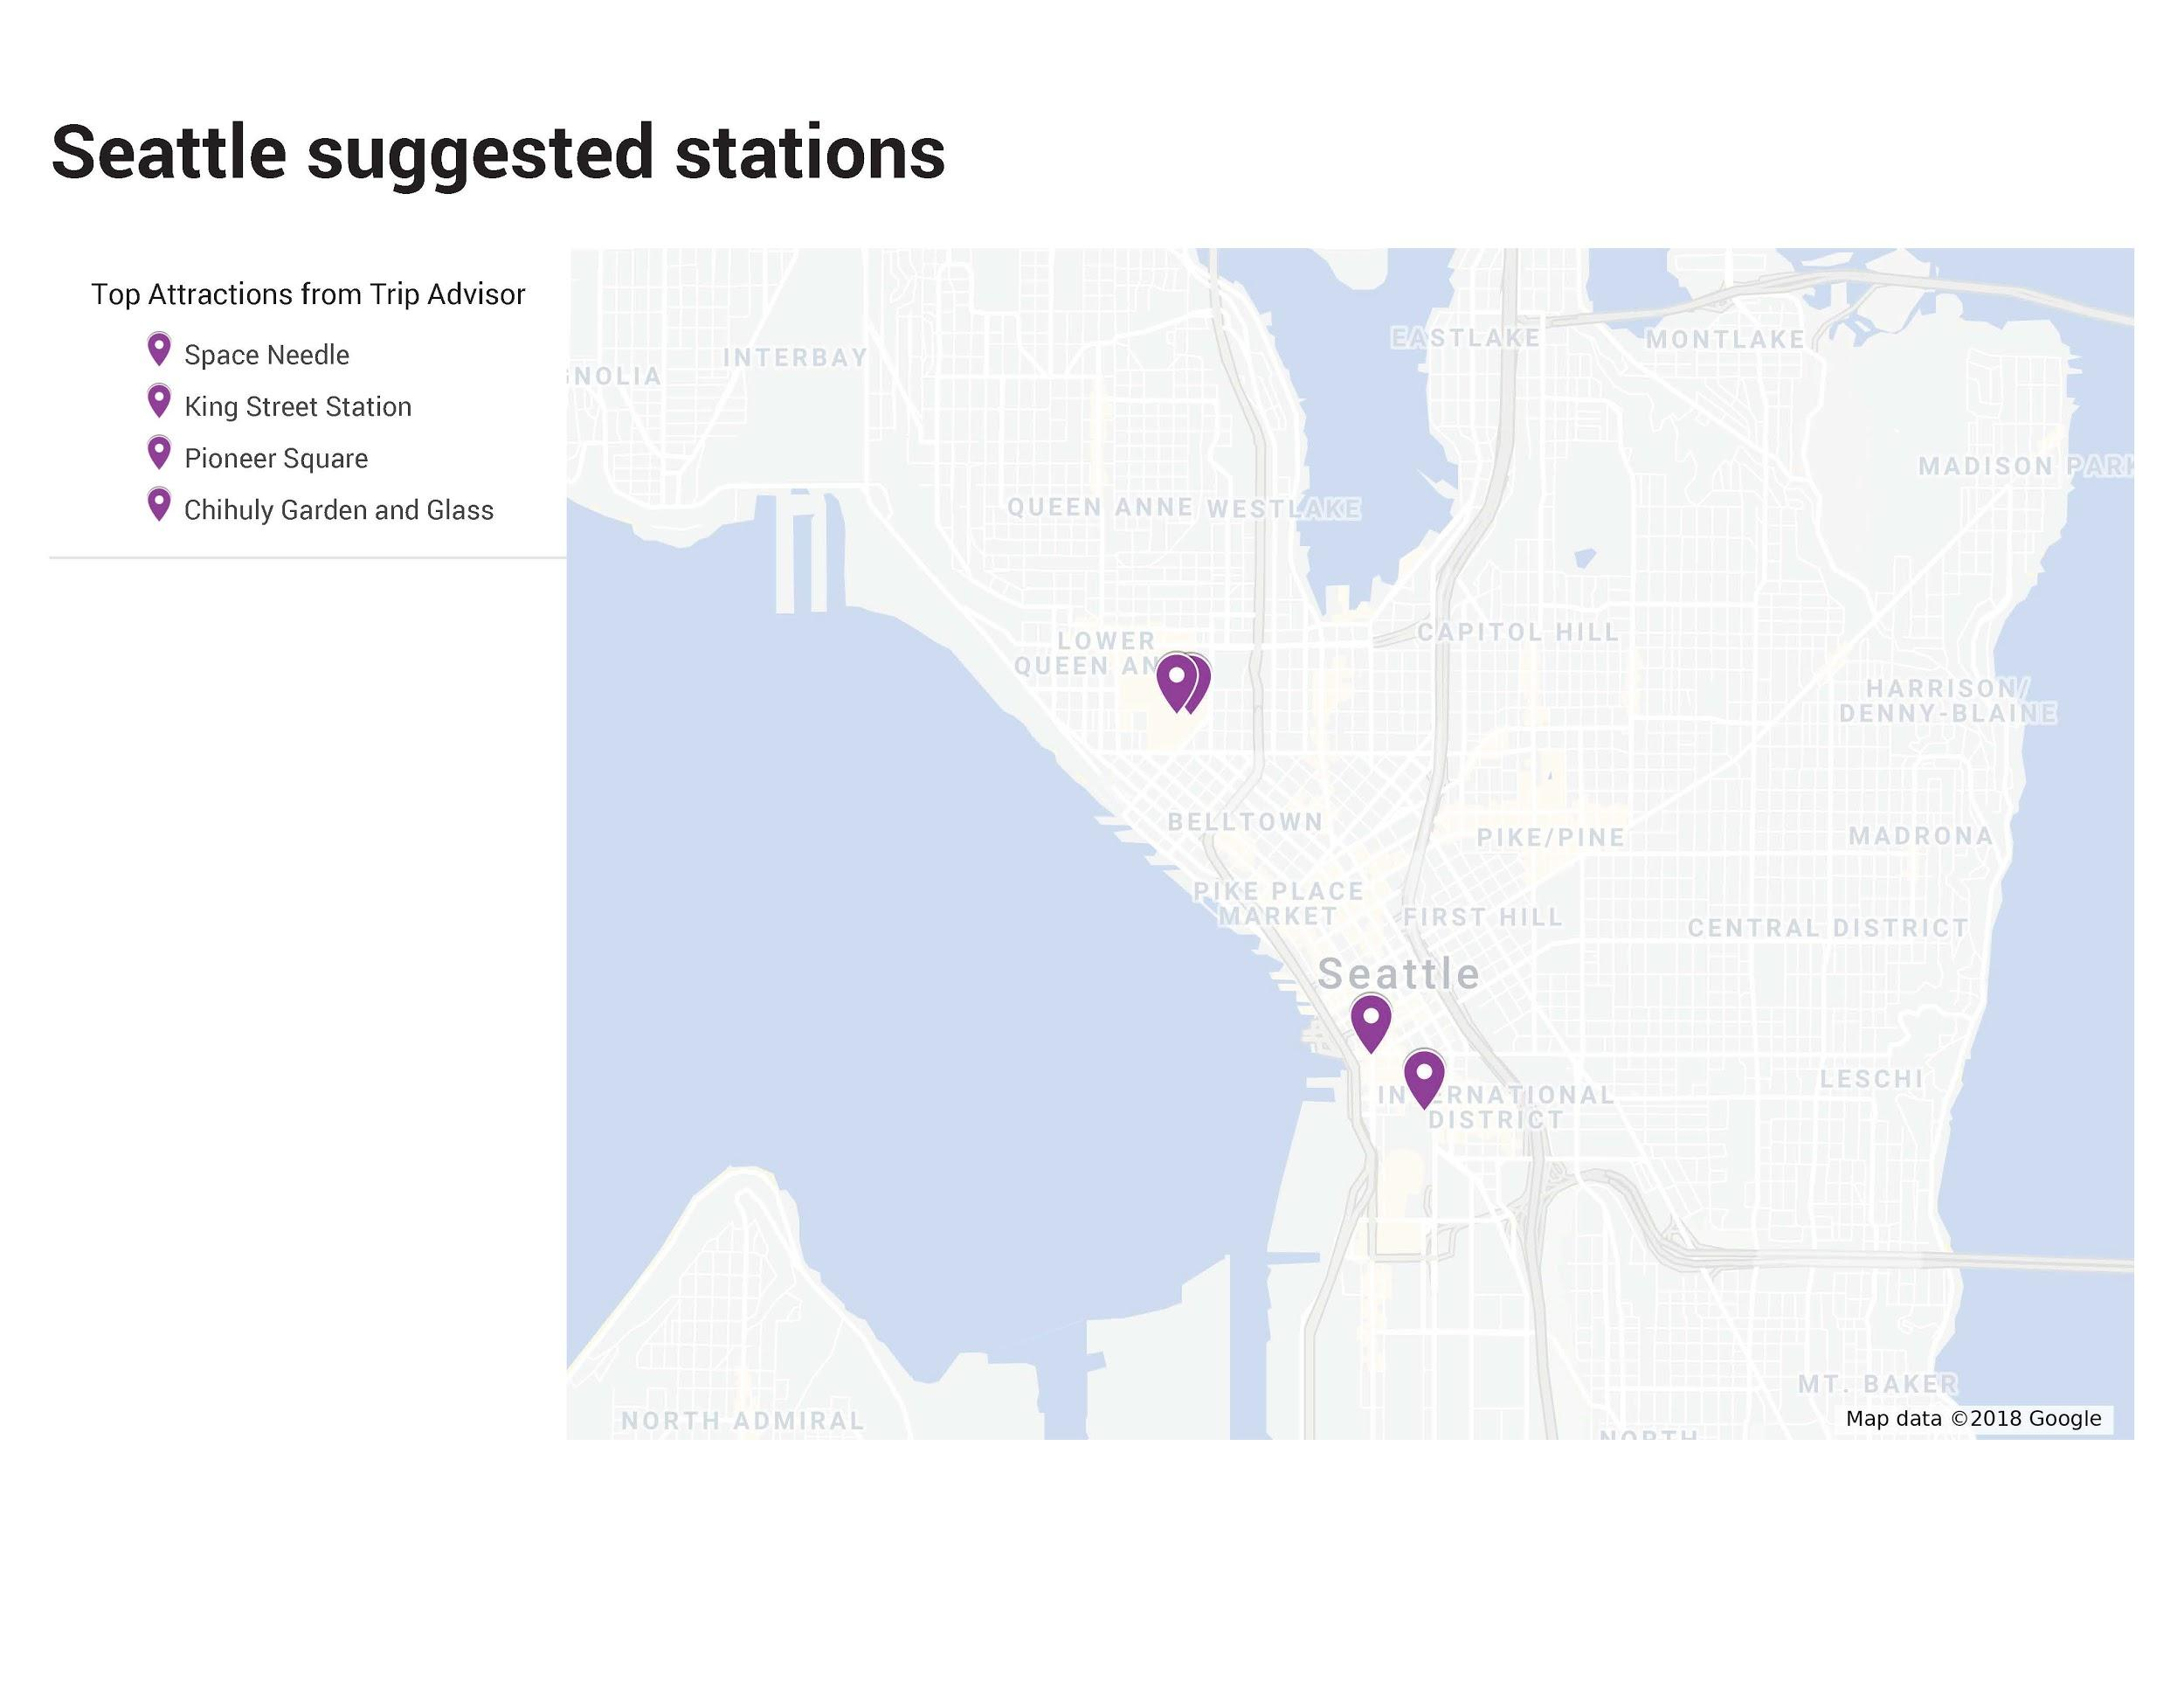 Seattle suggested stations
Top Attractions from Trip Advisor
Space Needle
King Street Station
Pioneer Square
Chihuly Garden and Glass
EASTLAKE
MONTLAKE
INTERBAY
GNOLIA
MADISON PARK
QUEEN ANNE
WESTLAKE
LOWER
QUEEN AN
CAPITOL HILL
HARRISON/
DENNY-BLAINE
BELLTOWN
PIKE/PINE
MADRONA
PIKE PLACE
MARKET
FIRST HILL
CENTRAL DISTRICT
Seattle
LESCHI
INTERNATIONAL
DISTRICT
MT. BAKER
NORTH ADMIRAL
Map data ©2018 Google
NORTH